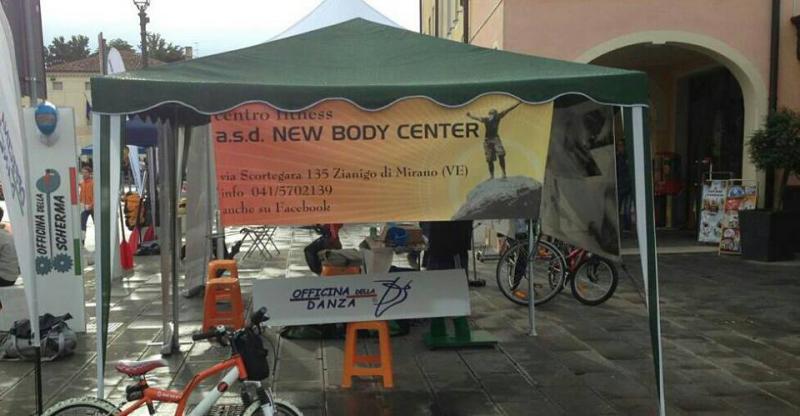 centro fitness
a.s.d. NEW BODY CENTER
via Scortegara 135 Zianigo di Mirano (VE)
info 041/5702139
anche su Facebook
OFFICINA DELLA
SCHERMA
OFFICINA DELLA
DANZA